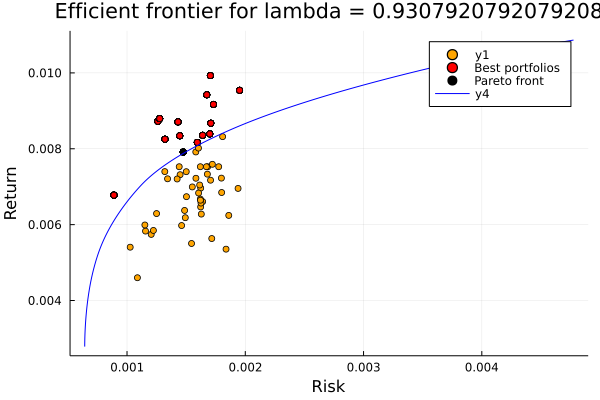 Efficient frontier for lambda = 0.9307920792079208
y1
Best portfolios
Pareto front
y4
0.010
0.008
0.006
0.004
Return
0.001
0.002
0.003
0.004
Risk